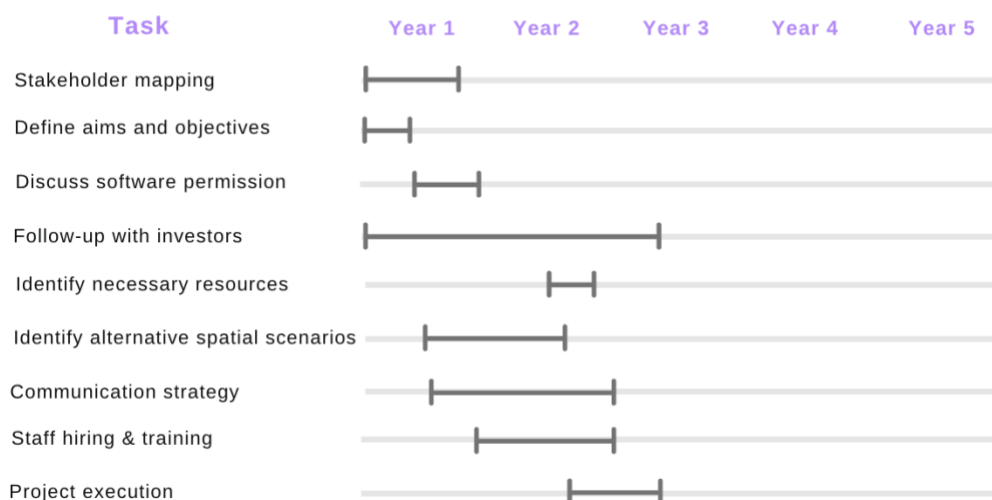 Task Year 1 Year 2 Year 3 Year 4 Year 5
Stakeholder mapping
Define aims and objectives
Discuss software permission
Follow-up with investors
Identify necessary resources
Identify alternative spatial scenarios
Communication strategy
Staff hiring & training
Project execution